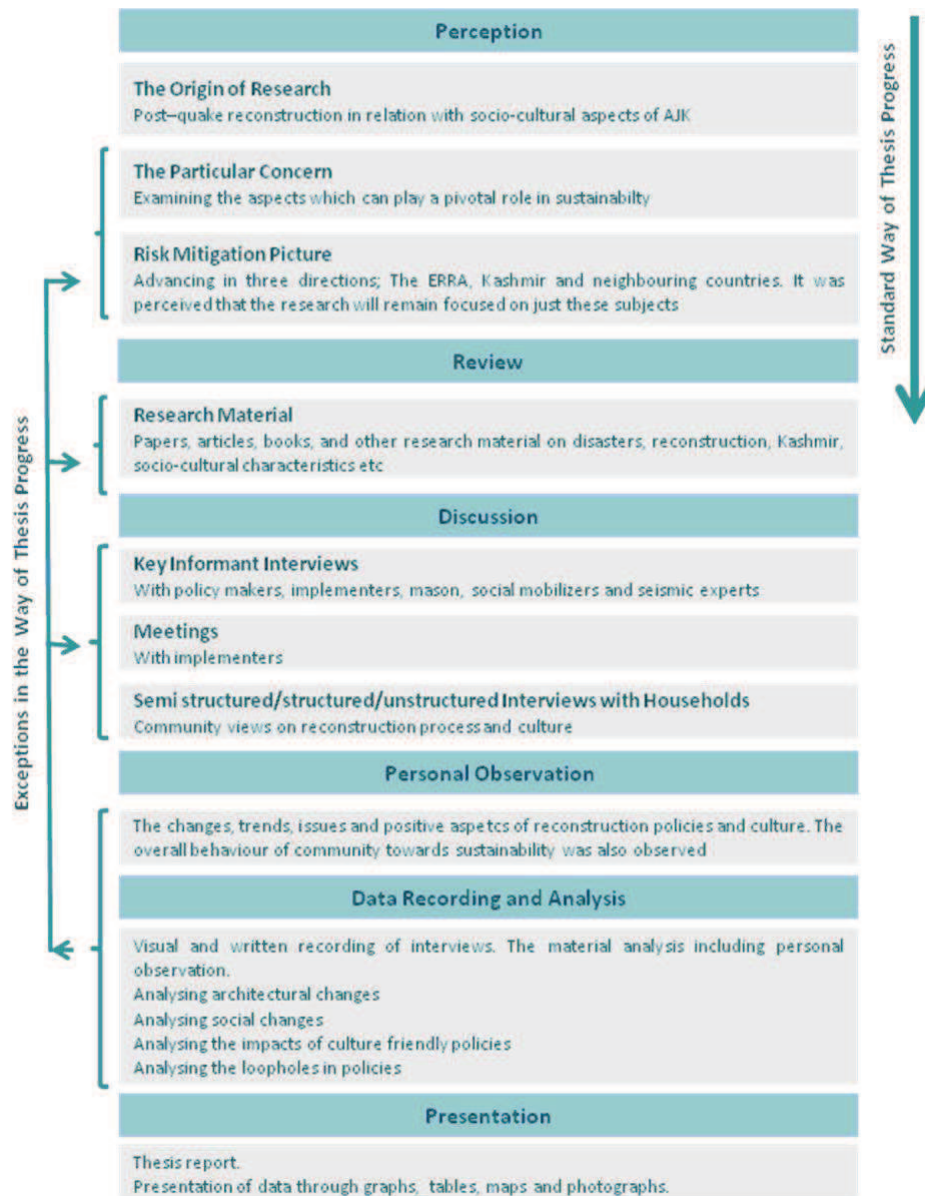 Perception
The Origin of Research
Post–quake reconstruction in relation with socio-cultural aspects of AJK
The Particular Concern
Examining the aspects which can play a pivotal role in sustainabilty
Risk Mitigation Picture
Advancing in three directions; The ERRA, Kashmir and neighbouring countries. It was
perceived that the research will remain focused on just these subjects
Review
Research Material
Papers, articles, books, and other research material on disasters, reconstruction, Kashmir,
socio-cultural characteristics etc
Discussion
Key Informant Interviews
With policy makers, implementers, mason, social mobilizers and seismic experts
Meetings
With implementers
Semi structured/structured/unstructured Interviews with Households
Community views on reconstruction process and culture
Personal Observation
The changes, trends, issues and positive aspetcs of reconstruction policies and culture. The
overall behaviour of community towards sustainability was also observed
Data Recording and Analysis
Visual and written recording of interviews. The material analysis including personal
observation.
Analysing architectural changes
Analysing social changes
Analysing the impacts of culture friendly policies
Analysing the loopholes in policies
Presentation
Thesis report.
Presentation of data through graphs, tables, maps and photographs.
Exceptions in the Way of Thesis Progress
Standard Way of Thesis Progress